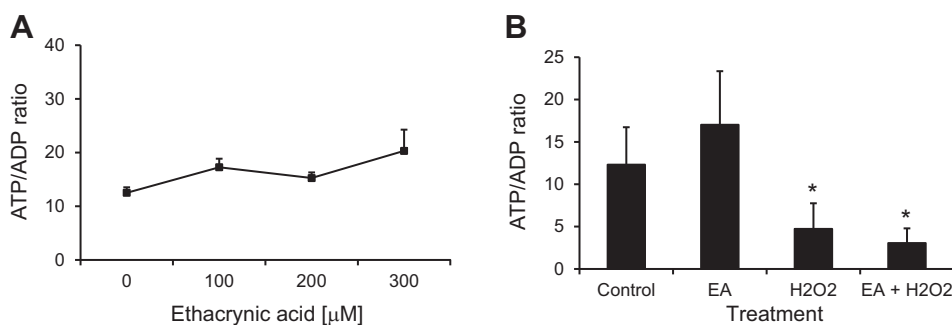 A
ATP/ADP ratio
40
30
20
10
0
0 100 200 300
Ethacrynic acid [μM]
B
ATP/ADP ratio
25
20
15
10
5
0
* *
Control EA H2O2 EA + H2O2
Treatment